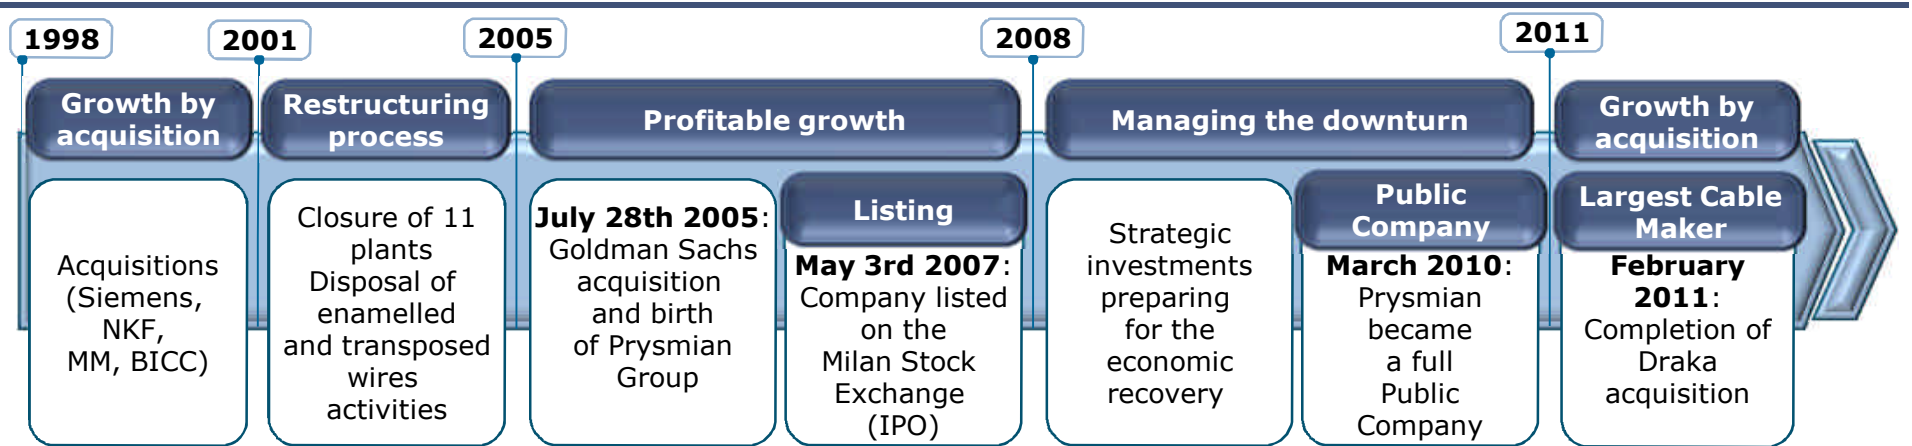 1998
2001
2005
2008
2011
Growth by
acquisition
Restructuring
process
Profitable growth
Managing the downturn
Growth by
acquisition
Acquisitions
(Siemens,
NKF,
MM, BICC)
Closure of 11
plants
Disposal of
enamelled
and transposed
wires
activities
July 28th 2005:
Goldman Sachs
acquisition
and birth
of Prysmian
Group
Listing
May 3rd 2007:
Company listed
on the
Milan Stock
Exchange
(IPO)
Strategic
investments
preparing
for the
economic
recovery
Public
Company
March 2010:
Prysmian
became
a full
Public
Company
Largest Cable
Maker
February
2011:
Completion of
Draka
acquisition